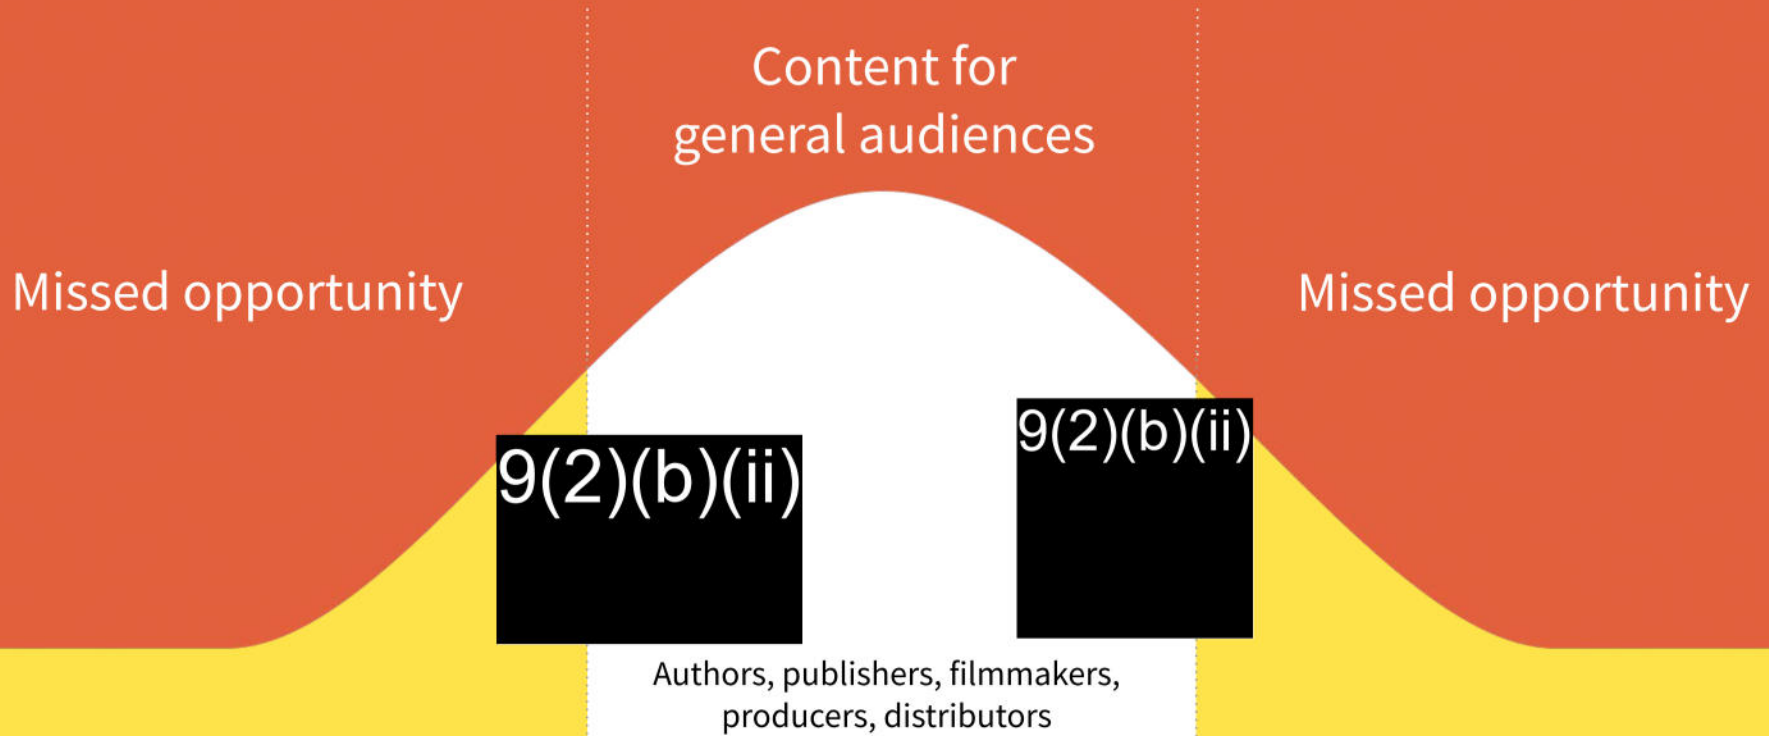 Content for
general audiences
Missed opportunity
Missed opportunity
9(2)(b)(ii)
9(2)(b)(ii)
Authors, publishers, filmmakers,
producers, distributors